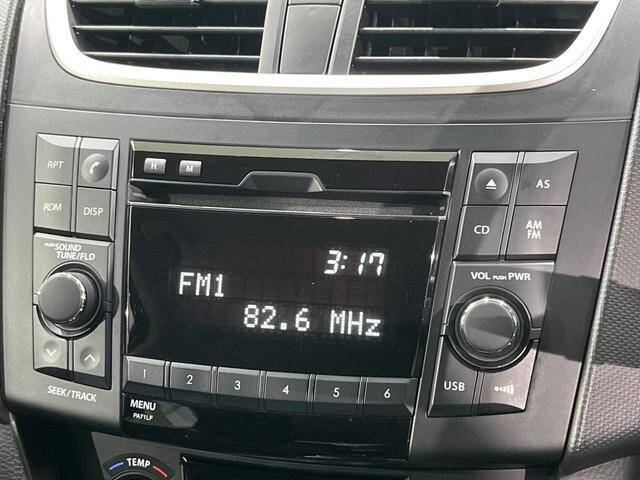 RPT
RDM
DISP
PUSH SOUND
TUNE/FLD
SEEK/TRACK
H
M
3:17
FM1
82.6 MHz
1 2 3 4 5 6
MENU
PA71LF
AS
CD
AM
FM
VOL PUSH PWR
USB
TEMP